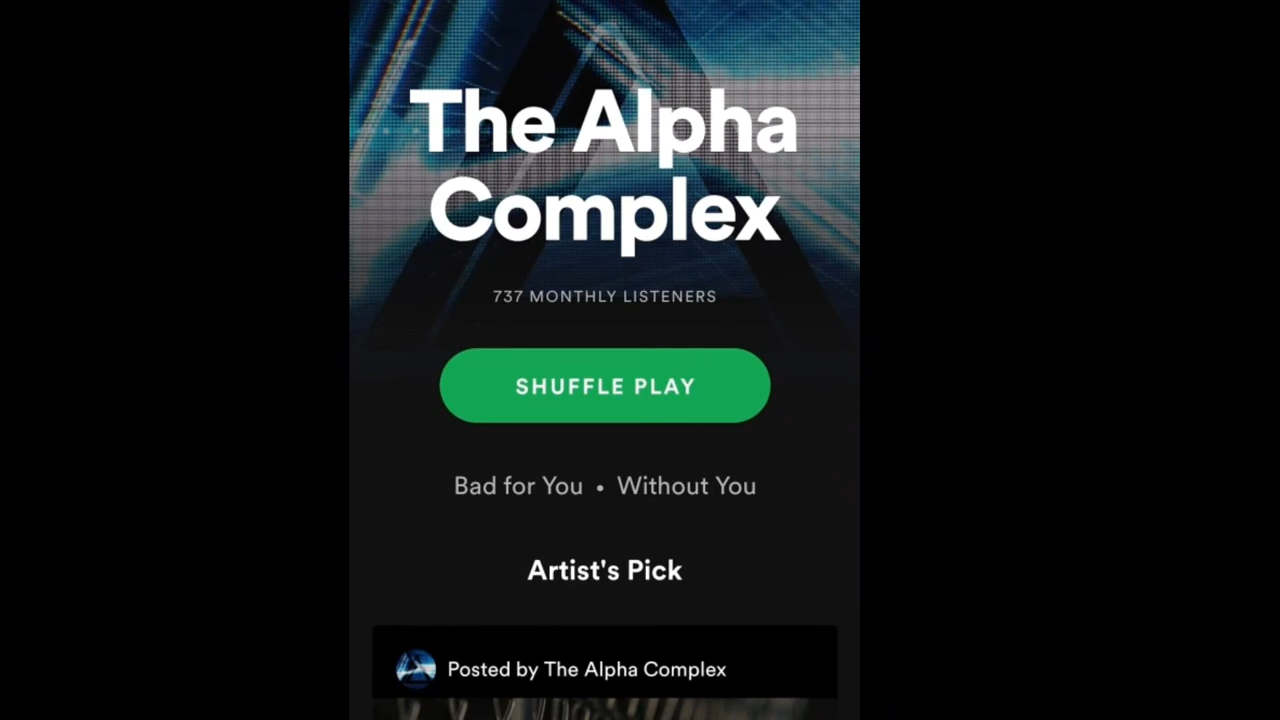 The Alpha
Complex
737 MONTHLY LISTENERS
SHUFFLE PLAY
Bad for You • Without You
Artist's Pick
Posted by The Alpha Complex